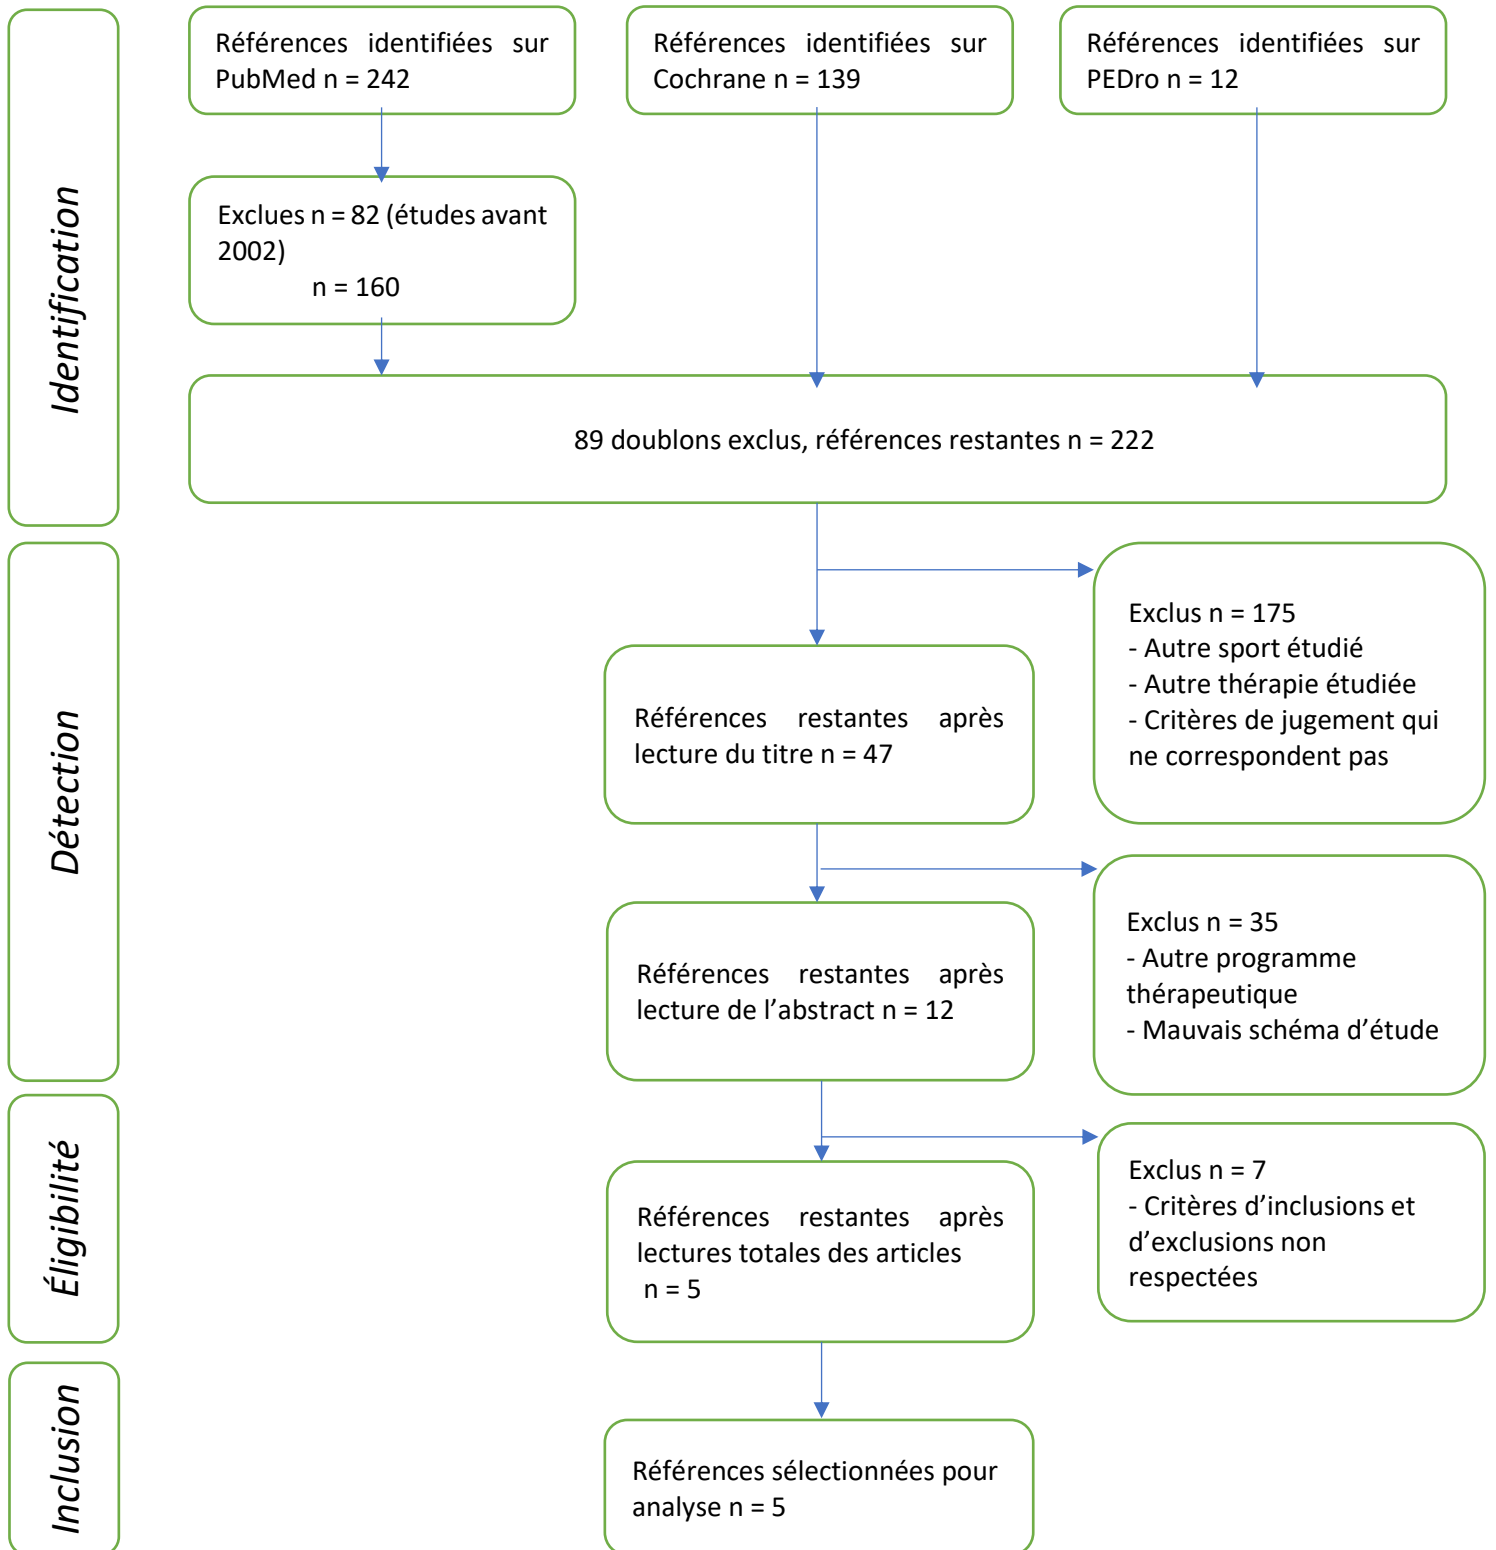 Identification
Références identifiées sur
PubMed n = 242
Références identifiées sur
Cochrane n = 139
Références identifiées sur
PEDro n = 12
Exclues n = 82 (études avant
2002)
n = 160
89 doublons exclus, références restantes n = 222
Détection
Références restantes après
lecture du titre n = 47
Exclus n = 175
- Autre sport étudié
- Autre thérapie étudiée
- Critères de jugement qui
ne correspondent pas
Références restantes après
lecture de l’abstract n = 12
Exclus n = 35
- Autre programme
thérapeutique
- Mauvais schéma d’étude
Éligibilité
Références restantes après
lectures totales des articles
n = 5
Exclus n = 7
- Critères d’inclusions et
d’exclusions non
respectées
Inclusion
Références sélectionnées pour
analyse n = 5